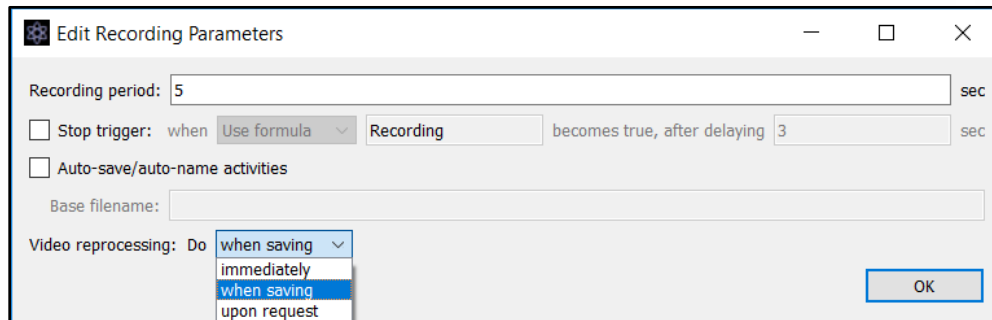 Edit Recording Parameters
Recording period: 5 sec
Stop trigger: when Use formula Recording becomes true, after delaying 3 sec
Auto-save/auto-name activities
Base filename:
Video reprocessing: Do when saving
immediately
when saving
upon request
OK